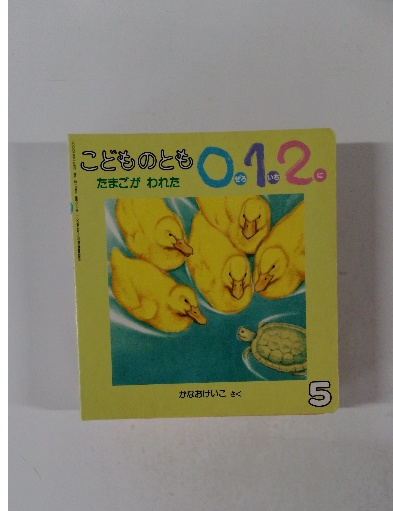 こどものとも 0.1.2.
ぜろ いち に
たまごが われた
かなおけいこ さく
5